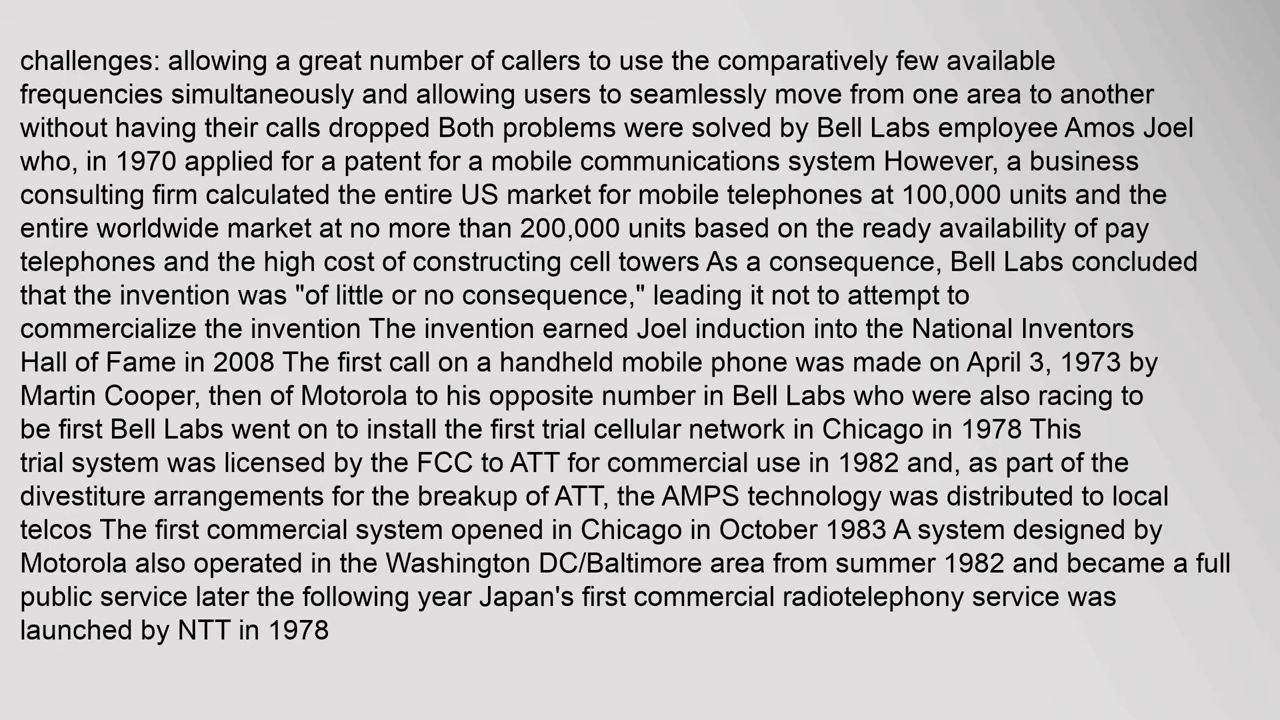 challenges: allowing a great number of callers to use the comparatively few available
frequencies simultaneously and allowing users to seamlessly move from one area to another
without having their calls dropped Both problems were solved by Bell Labs employee Amos Joel
who, in 1970 applied for a patent for a mobile communications system However, a business
consulting firm calculated the entire US market for mobile telephones at 100,000 units and the
entire worldwide market at no more than 200,000 units based on the ready availability of pay
telephones and the high cost of constructing cell towers As a consequence, Bell Labs concluded
that the invention was "of little or no consequence," leading it not to attempt to
commercialize the invention The invention earned Joel induction into the National Inventors
Hall of Fame in 2008 The first call on a handheld mobile phone was made on April 3, 1973 by
Martin Cooper, then of Motorola to his opposite number in Bell Labs who were also racing to
be first Bell Labs went on to install the first trial cellular network in Chicago in 1978 This
trial system was licensed by the FCC to ATT for commercial use in 1982 and, as part of the
divestiture arrangements for the breakup of ATT, the AMPS technology was distributed to local
telcos The first commercial system opened in Chicago in October 1983 A system designed by
Motorola also operated in the Washington DC/Baltimore area from summer 1982 and became a full
public service later the following year Japan's first commercial radiotelephony service was
launched by NTT in 1978